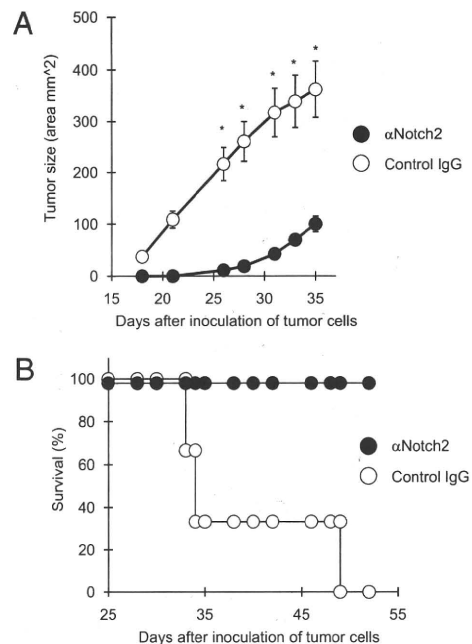 A
500
400
300
200
100
0
Tumor size (area mm^2)
* * * * *
αNotch2
Control IgG
15 20 25 30 35
Days after inoculation of tumor cells
B
100
80
60
40
20
0
Survival (%)
αNotch2
Control IgG
25 35 45 55
Days after inoculation of tumor cells